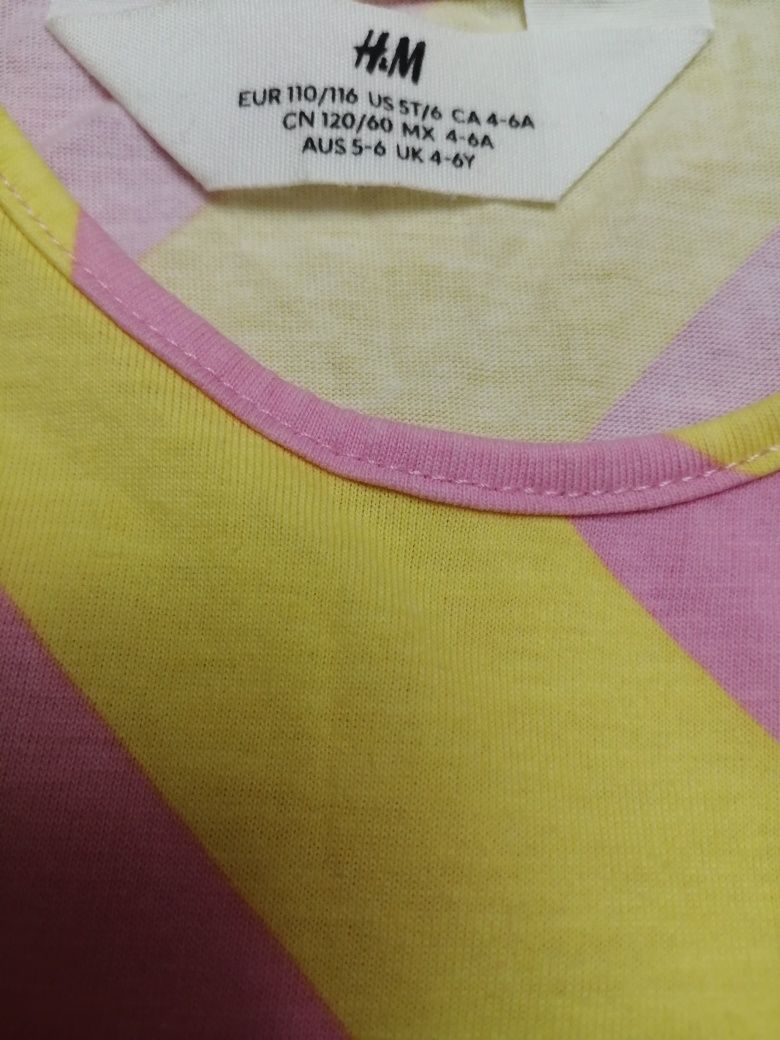 H&M
EUR 110/116 US 5T/6 CA 4-6A
CN 120/60 MX 4-6A
AUS 5-6 UK 4-6Y